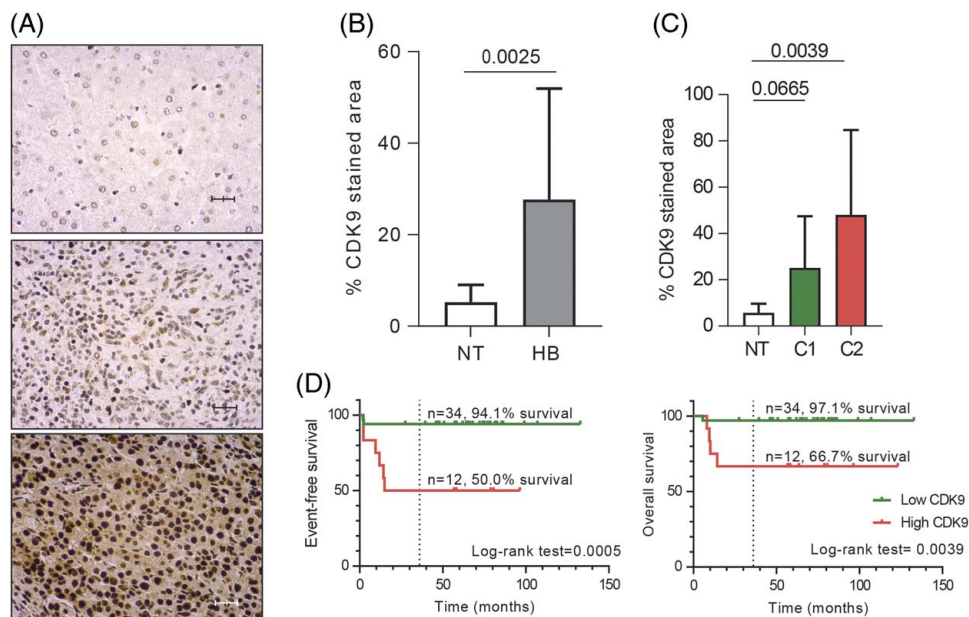 (A)
(B)
60
40
20
0
% CDK9 stained area
0.0025
NT HB
(C)
100
80
60
40
20
0
% CDK9 stained area
0.0039
0.0665
NT C1 C2
(D)
100
50
0
Event-free survival
n=34, 94.1% survival
n=12, 50.0% survival
Log-rank test=0.0005
0 50 100 150
Time (months)
100
50
0
Overall survival
n=34, 97.1% survival
n=12, 66.7% survival
Low CDK9
High CDK9
Log-rank test= 0.0039
0 50 100 150
Time (months)